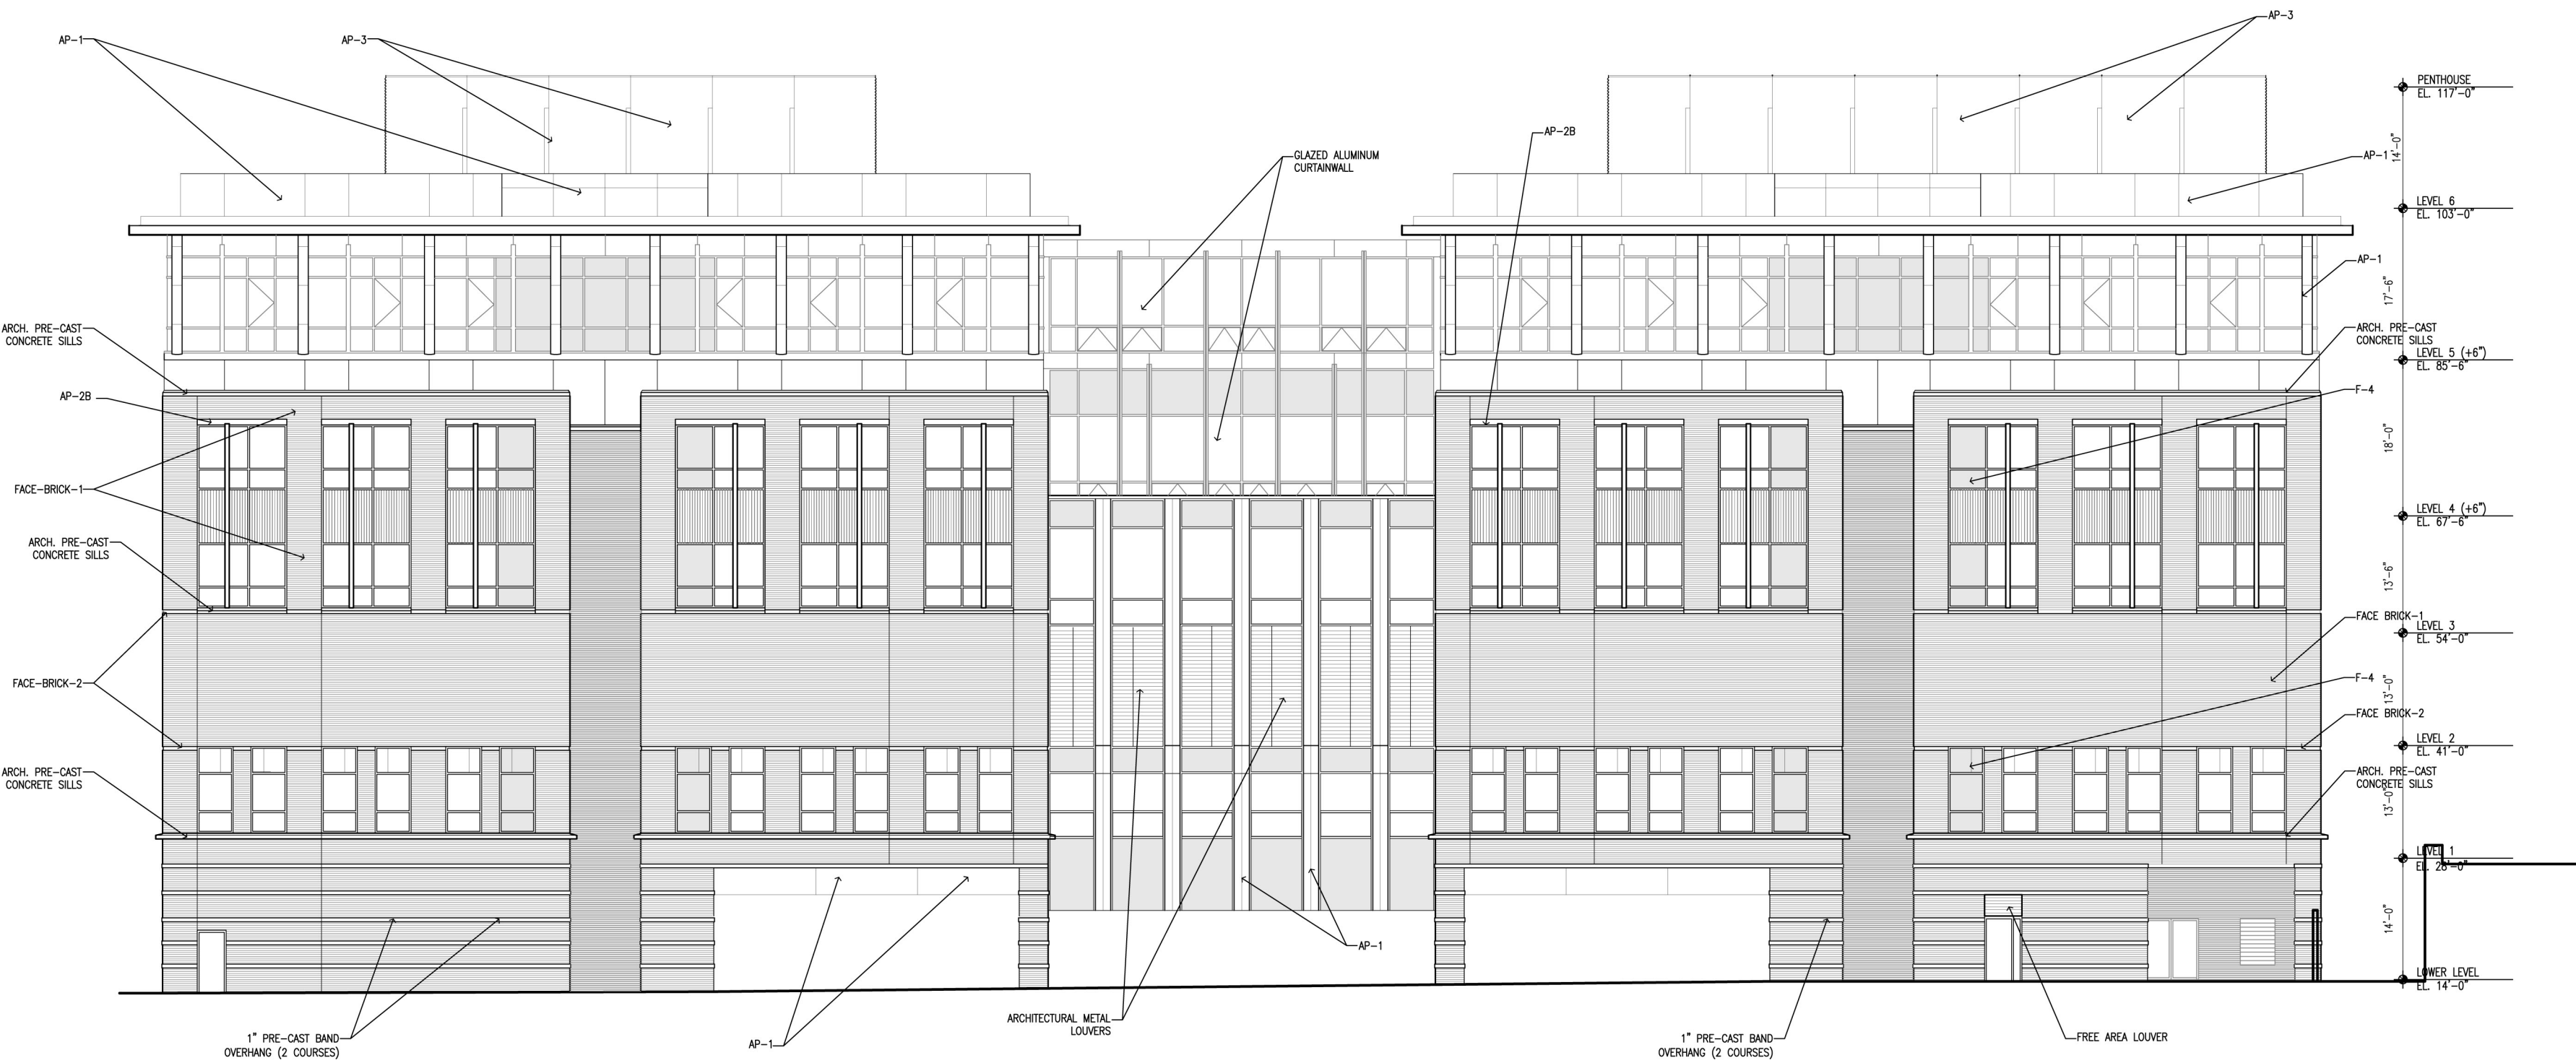 AP-3
AP-1
AP-3
PENTHOUSE
EL. 117'-0"
AP-2B
14'-0"
GLAZED ALUMINUM
CURTAINWALL
AP-1
LEVEL 6
EL. 103'-0"
AP-1
17'-6"
ARCH. PRE-CAST
CONCRETE SILLS
ARCH. PRE-CAST
CONCRETE SILLS
LEVEL 5 (+6")
EL. 85'-6"
AP-2B
F-4
18'-0"
FACE-BRICK-1
LEVEL 4 (+6")
EL. 67'-6"
ARCH. PRE-CAST
CONCRETE SILLS
13'-6"
FACE BRICK-1
LEVEL 3
EL. 54'-0"
FACE-BRICK-2
F-4
13'-0"
FACE BRICK-2
LEVEL 2
EL. 41'-0"
ARCH. PRE-CAST
CONCRETE SILLS
ARCH. PRE-CAST
CONCRETE SILLS
13'-0"
LEVEL 1
EL. 28'-0"
14'-0"
AP-1
LOWER LEVEL
EL. 14'-0"
ARCHITECTURAL METAL
LOUVERS
1" PRE-CAST BAND
OVERHANG (2 COURSES)
AP-1
1" PRE-CAST BAND
OVERHANG (2 COURSES)
FREE AREA LOUVER